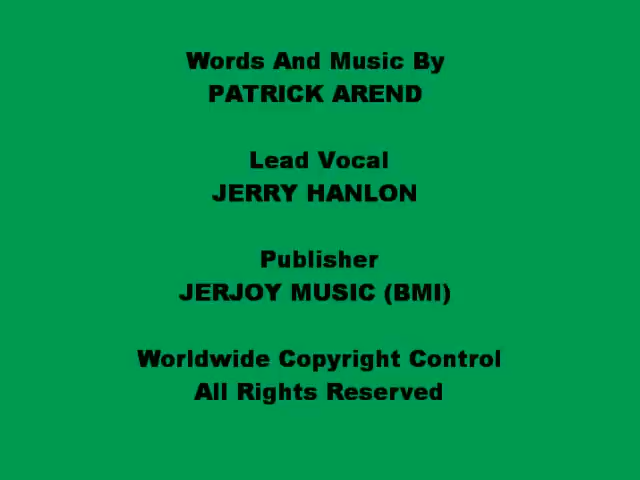 Words And Music By
PATRICK AREND
Lead Vocal
JERRY HANLON
Publisher
JERJOY MUSIC (BMI)
Worldwide Copyright Control
All Rights Reserved